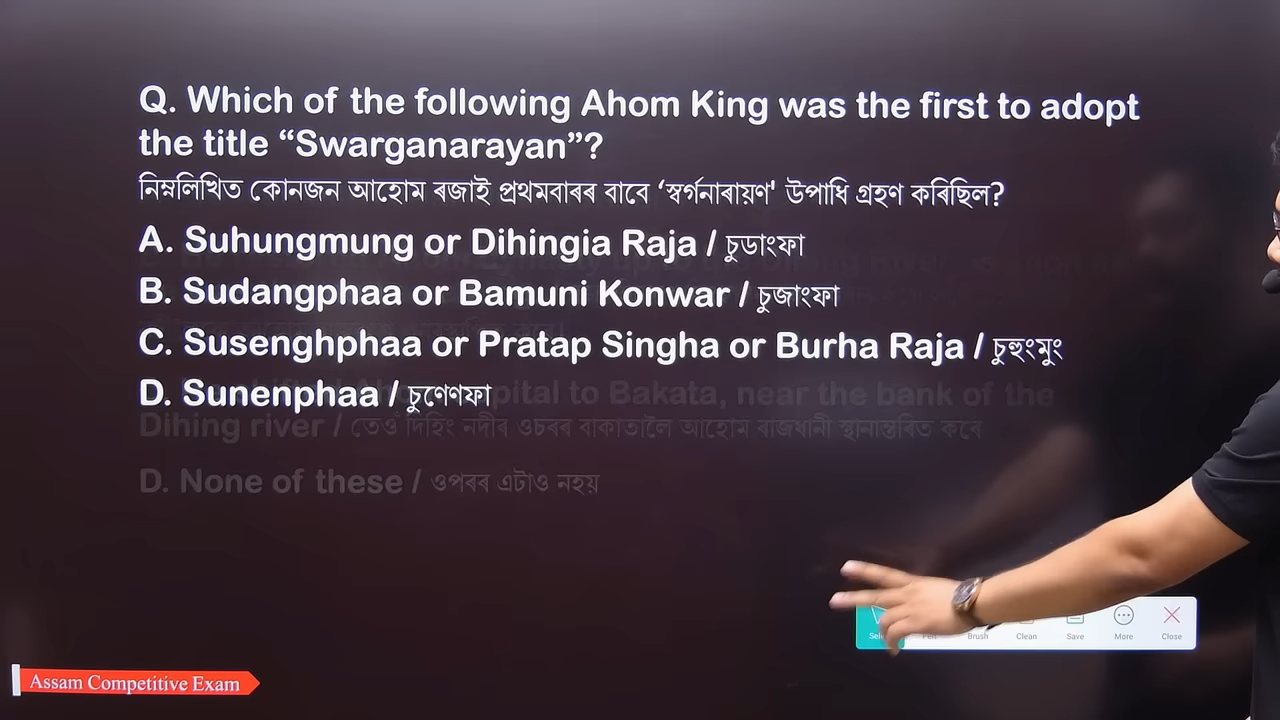 Q. Which of the following Ahom King was the first to adopt
the title “Swarganarayan”?
নিম্নলিখিত কোনজন আহোম ৰজাই প্ৰথমবাৰৰ বাবে ‘স্বৰ্গনাৰায়ণ' উপাধি গ্ৰহণ কৰিছিল?
A. Suhungmung or Dihingia Raja / চুডাংফা
B. Sudangphaa or Bamuni Konwar / চুজাংফা
C. Susenghphaa or Pratap Singha or Burha Raja / চুহুংমুং
D. Sunenphaa / চুণেণফা
capital to Bakata, near the bank of the
Dihing river / তেওঁ দিহিং নদীৰ ওচৰৰ বাকাতালৈ আহোম ৰাজধানী স্থানান্তৰিত কৰে
D. None of these / ওপৰৰ এটাও নহয়
Pen Brush Clean Save More Close
Assam Competitive Exam